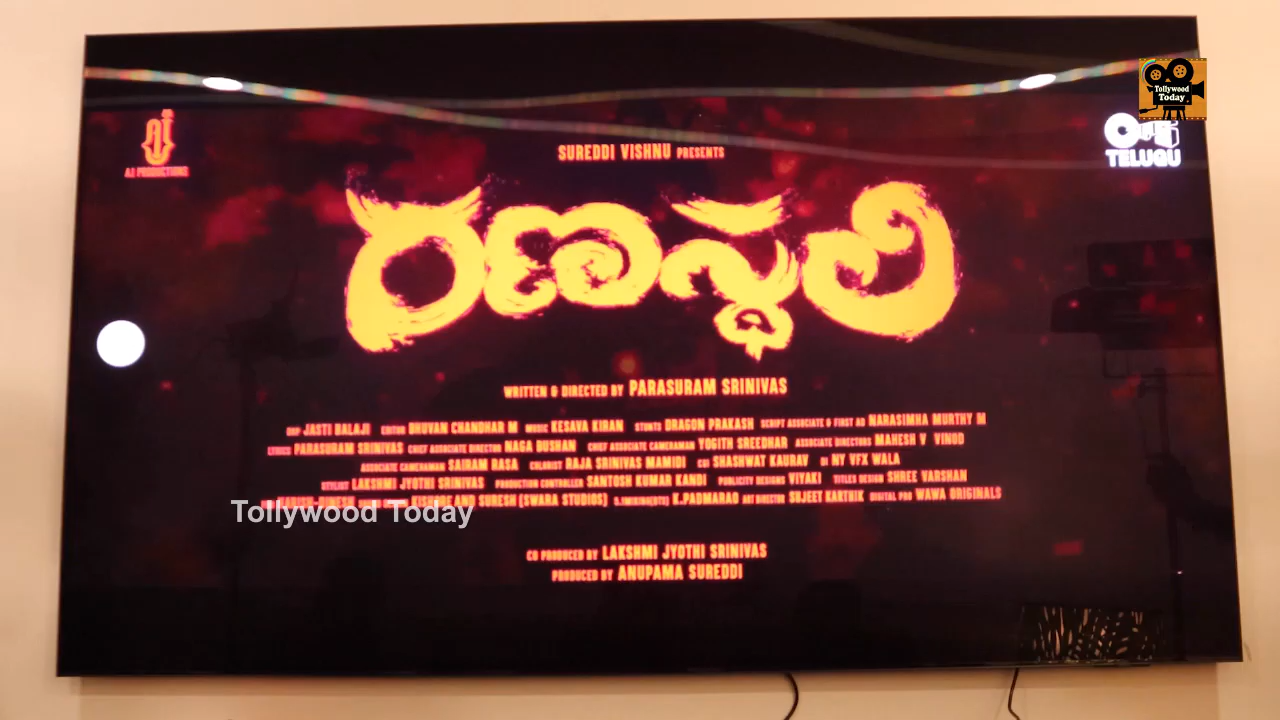 Tollywood
Today
AJ PRODUCTIONS
TELUGU
SUREDDI VISHNU PRESENTS
రణస్థలి
WRITTEN & DIRECTED BY PARASURAM SRINIVAS
DOP JASTI BALAJI EDITOR BHUVAN CHANDHAR M MUSIC KESAVA KIRAN STUNTS DRAGON PRAKASH SCRIPT ASSOCIATE & FIRST AD NARASIMHA MURTHY M
LYRICS PARASURAM SRINIVAS CHIEF ASSOCIATE DIRECTOR NAGA BUSHAN CHIEF ASSOCIATE CAMERAMAN YOGITH SREEDHAR ASSOCIATE DIRECTORS MAHESH V VINOD
ASSOCIATE CAMERAMAN SAIRAM RASA COLORIST RAJA SRINIVAS MAMIDI CGI SHASHWAT KAURAV DI NY VFX WALA
STYLIST LAKSHMI JYOTHI SRINIVAS PRODUCTION CONTROLLER SANTOSH KUMAR KANDI PUBLICITY DESIGNS VIYAKI TITLES DESIGN SHREE VARSHAN
AND SURESH [SWARA STUDIOS] K.PADMARAO ART DIRECTOR SUJEET KARTHIK DIGITAL PRO WAWA ORIGINALS
Tollywood Today
CO PRODUCED BY LAKSHMI JYOTHI SRINIVAS
PRODUCED BY ANUPAMA SUREDDI